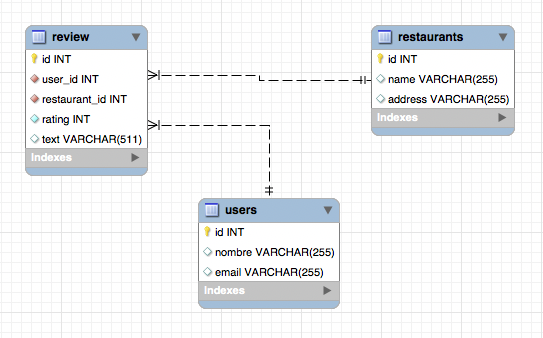 review
id INT
user_id INT
restaurant_id INT
rating INT
text VARCHAR(511)
Indexes
restaurants
id INT
name VARCHAR(255)
address VARCHAR(255)
Indexes
users
id INT
nombre VARCHAR(255)
email VARCHAR(255)
Indexes